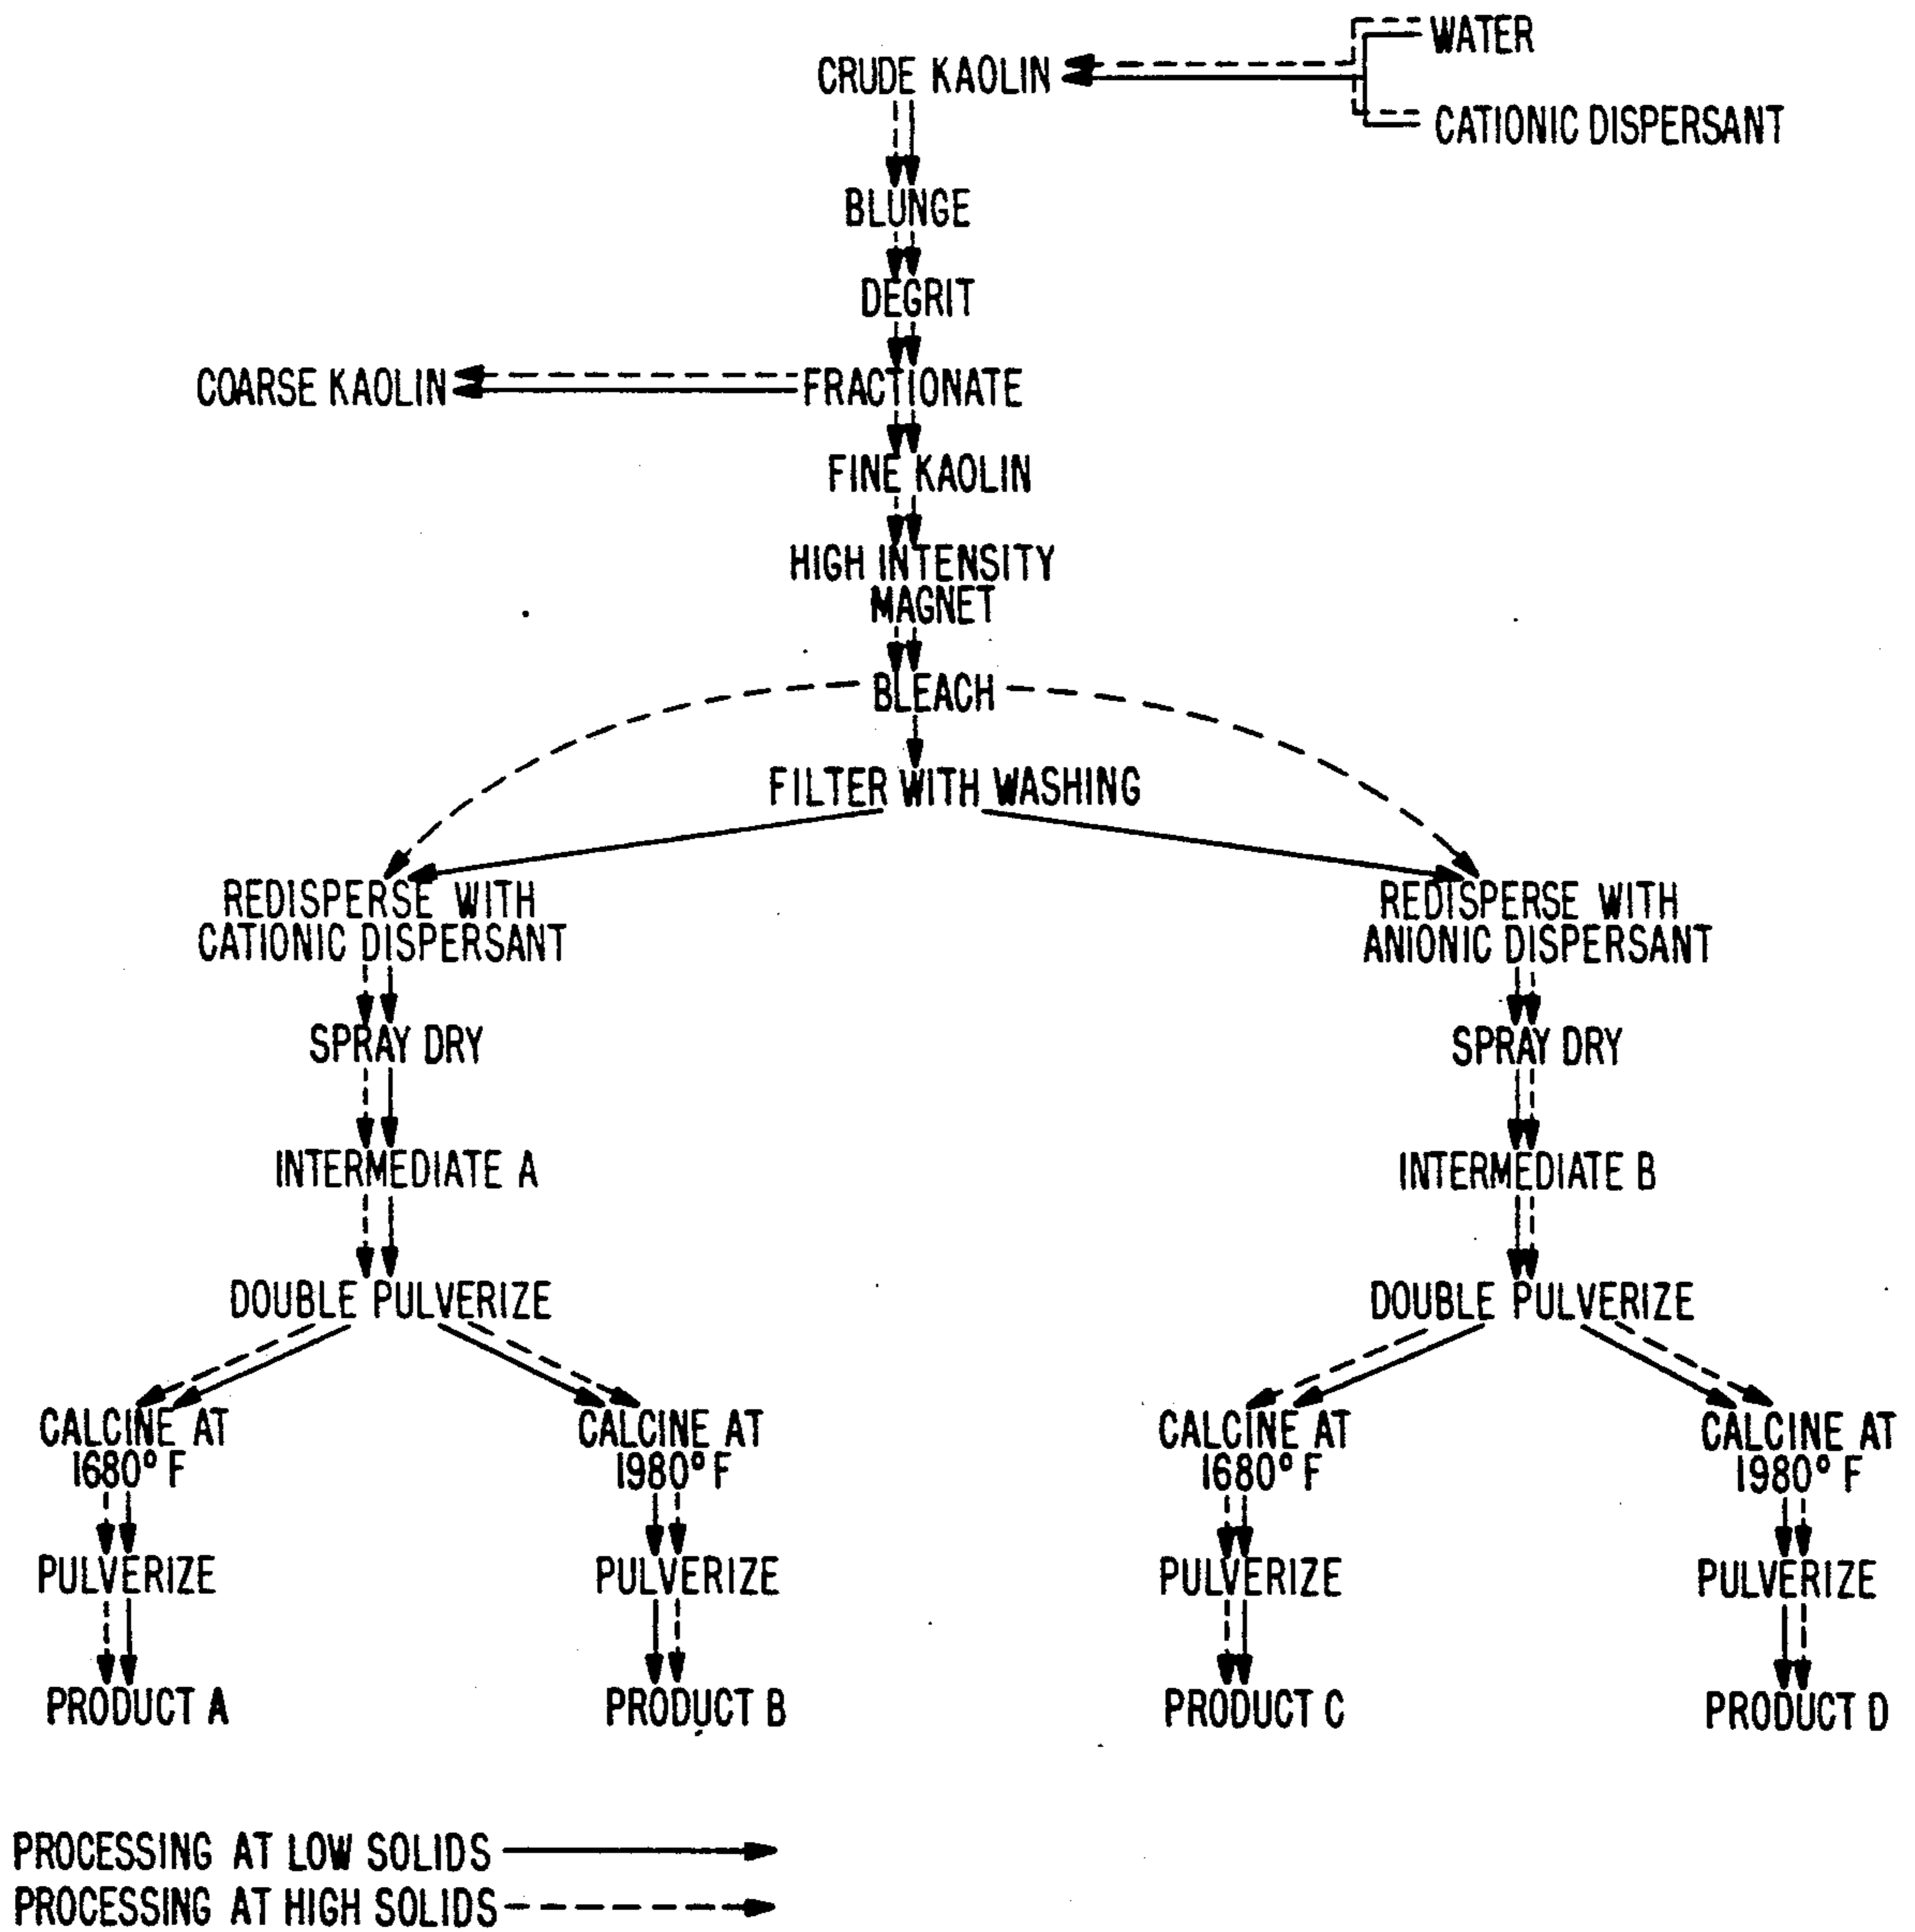 WATER
CRUDE KAOLIN
CATIONIC DISPERSANT
BLUNGE
DEGRIT
COARSE KAOLIN
FRACTIONATE
FINE KAOLIN
HIGH INTENSITY
MAGNET
BLEACH
FILTER WITH WASHING
REDISPERSE WITH
CATIONIC DISPERSANT
REDISPERSE WITH
ANIONIC DISPERSANT
SPRAY DRY
SPRAY DRY
INTERMEDIATE A
INTERMEDIATE B
DOUBLE PULVERIZE
DOUBLE PULVERIZE
CALCINE AT
1680° F
CALCINE AT
1980° F
CALCINE AT
1680° F
CALCINE AT
1980° F
PULVERIZE
PULVERIZE
PULVERIZE
PULVERIZE
PRODUCT A
PRODUCT B
PRODUCT C
PRODUCT D
PROCESSING AT LOW SOLIDS
PROCESSING AT HIGH SOLIDS